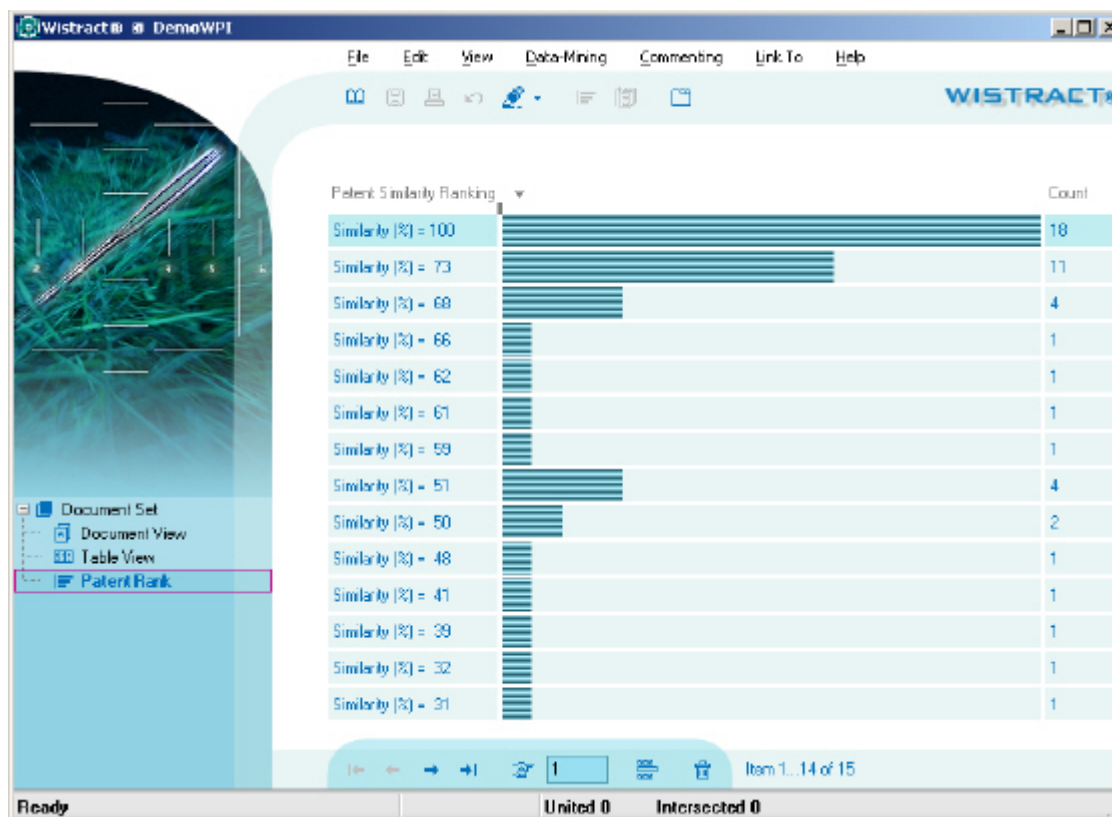 Wistract® DemoWPI
File Edit View Data-Mining Commenting Link To Help
WISTRACT®
Patent Similarity Ranking Count
Similarity (%) = 100 18
Similarity (%) = 73 11
Similarity (%) = 68 4
Similarity (%) = 66 1
Similarity (%) = 62 1
Similarity (%) = 61 1
Similarity (%) = 59 1
Similarity (%) = 51 4
Similarity (%) = 50 2
Similarity (%) = 48 1
Similarity (%) = 41 1
Similarity (%) = 39 1
Similarity (%) = 32 1
Similarity (%) = 31 1
2 4 5 6
Document Set
Document View
Table View
Patent Rank
1 Item 1...14 of 15
Ready United 0 Intersected 0